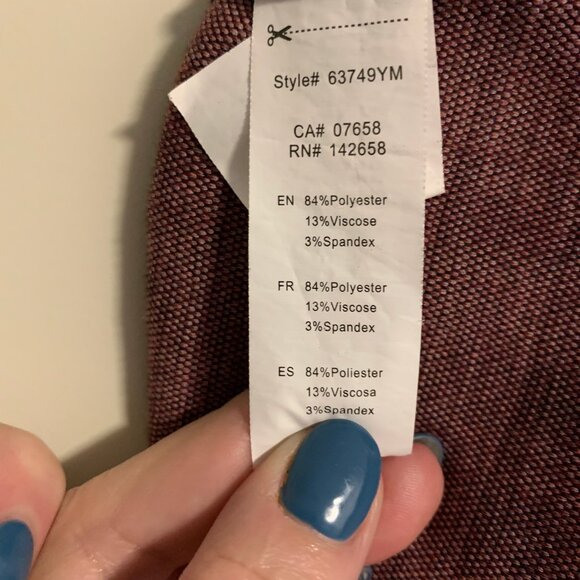 Style# 63749YM
CA# 07658
RN# 142658
EN 84%Polyester
13%Viscose
3%Spandex
FR 84%Polyester
13%Viscose
3%Spandex
ES 84%Poliester
13%Viscosa
3%Spandex